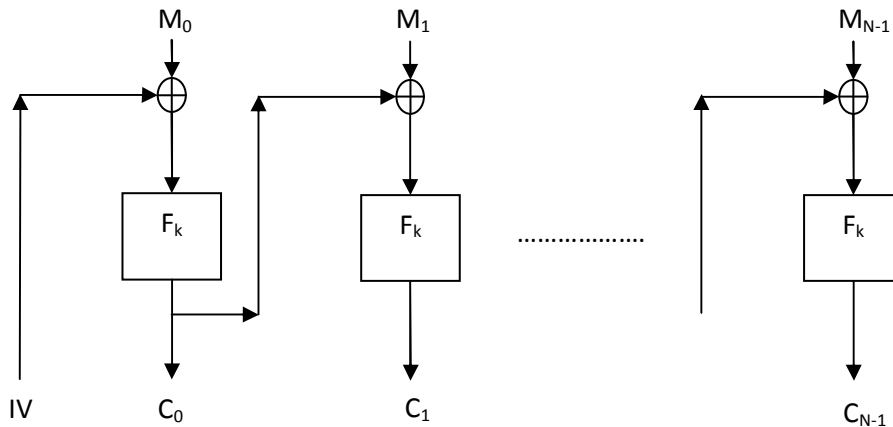 M₀ M₁ Mₙ₋₁
Fₖ Fₖ ...................... Fₖ
IV C₀ C₁ Cₙ₋₁